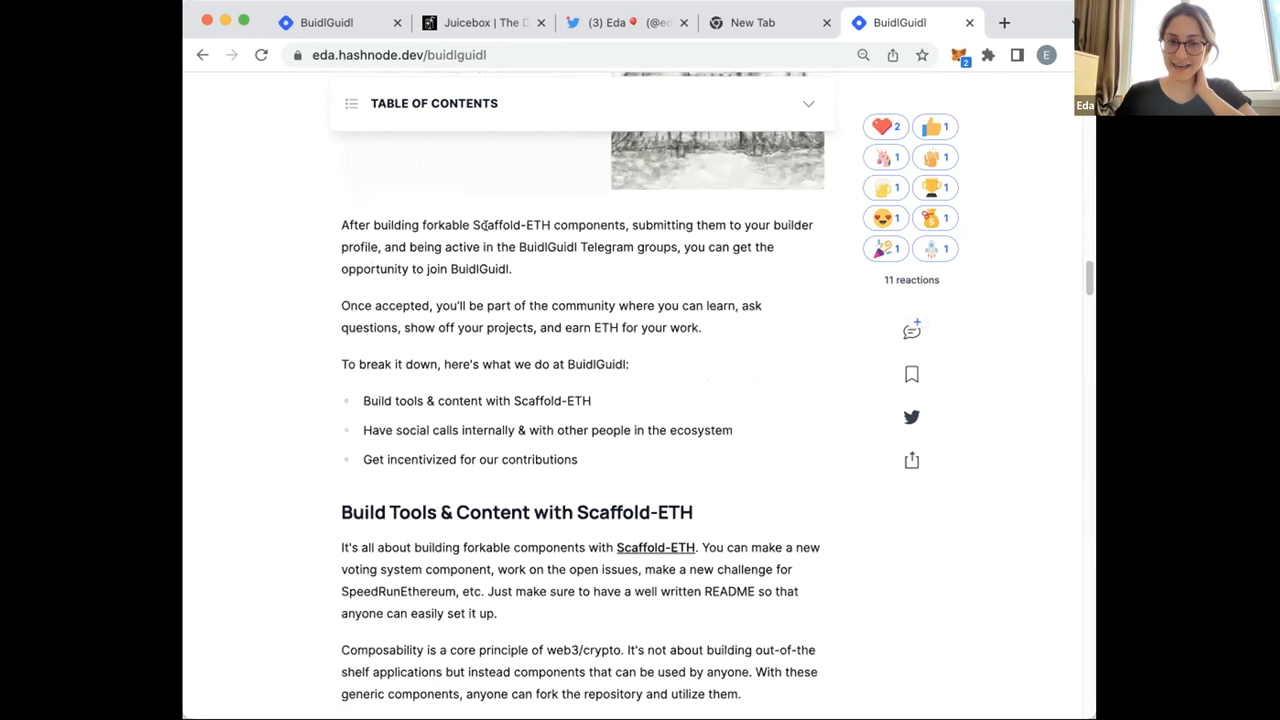 BuidlGuidl
Juicebox | The D
(3) Eda (@ed
New Tab
BuidlGuidl
eda.hashnode.dev/buidlguidl
2
E
Eda
TABLE OF CONTENTS
2
1
1
1
1
1
1
1
1
1
11 reactions
After building forkable Scaffold-ETH components, submitting them to your builder
profile, and being active in the BuidlGuidl Telegram groups, you can get the
opportunity to join BuidlGuidl.
Once accepted, you'll be part of the community where you can learn, ask
questions, show off your projects, and earn ETH for your work.
To break it down, here's what we do at BuidlGuidl:
Build tools & content with Scaffold-ETH
Have social calls internally & with other people in the ecosystem
Get incentivized for our contributions
Build Tools & Content with Scaffold-ETH
It's all about building forkable components with Scaffold-ETH. You can make a new
voting system component, work on the open issues, make a new challenge for
SpeedRunEthereum, etc. Just make sure to have a well written README so that
anyone can easily set it up.
Composability is a core principle of web3/crypto. It's not about building out-of-the
shelf applications but instead components that can be used by anyone. With these
generic components, anyone can fork the repository and utilize them.